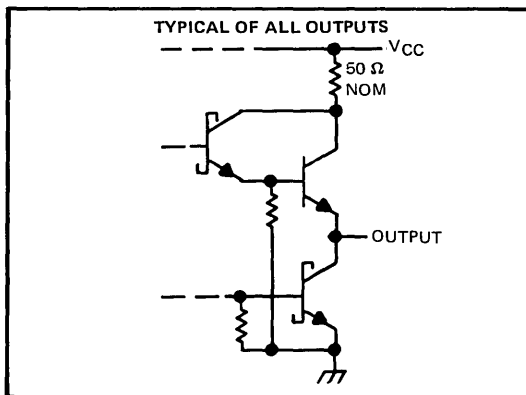 TYPICAL OF ALL OUTPUTS
VCC
50 Ω
NOM
OUTPUT